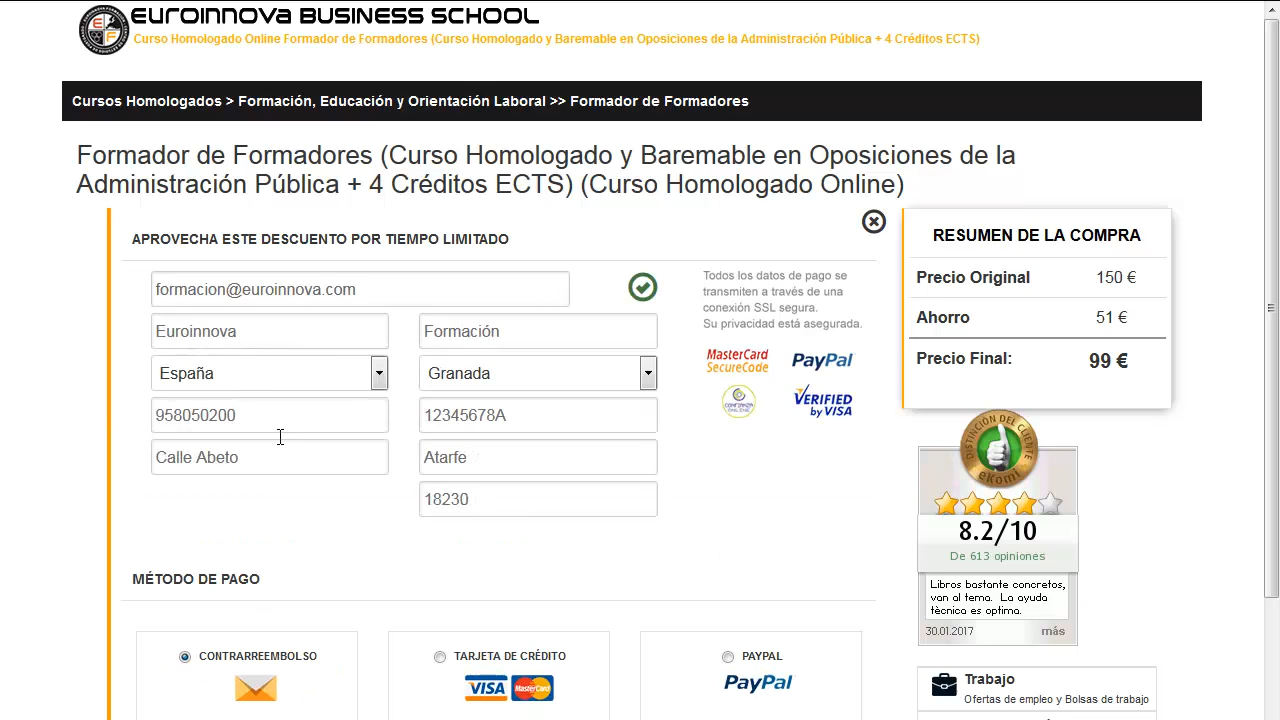 EUROINNOVA BUSINESS SCHOOL
Curso Homologado Online Formador de Formadores (Curso Homologado y Baremable en Oposiciones de la Administración Pública + 4 Créditos ECTS)
Cursos Homologados > Formación, Educación y Orientación Laboral >> Formador de Formadores
Formador de Formadores (Curso Homologado y Baremable en Oposiciones de la
Administración Pública + 4 Créditos ECTS) (Curso Homologado Online)
APROVECHA ESTE DESCUENTO POR TIEMPO LIMITADO
formacion@euroinnova.com
Euroinnova
Formación
España
Granada
958050200
12345678A
Calle Abeto
Atarfe
18230
Todos los datos de pago se
transmiten a través de una
conexión SSL segura.
Su privacidad está asegurada.
MasterCard
SecureCode
PayPal
CONFIANZA
ONLINE
VERIFIED
by VISA
RESUMEN DE LA COMPRA
Precio Original 150 €
Ahorro 51 €
Precio Final: 99 €
DISTINCIÓN DEL CLIENTE
eKomi
8.2/10
De 613 opiniones
Libros bastante concretos,
van al tema. La ayuda
tècnica es optima.
30.01.2017 más
Trabajo
Ofertas de empleo y Bolsas de trabajo
MÉTODO DE PAGO
CONTRARREEMBOLSO
TARJETA DE CRÉDITO
VISA
MasterCard
PAYPAL
PayPal